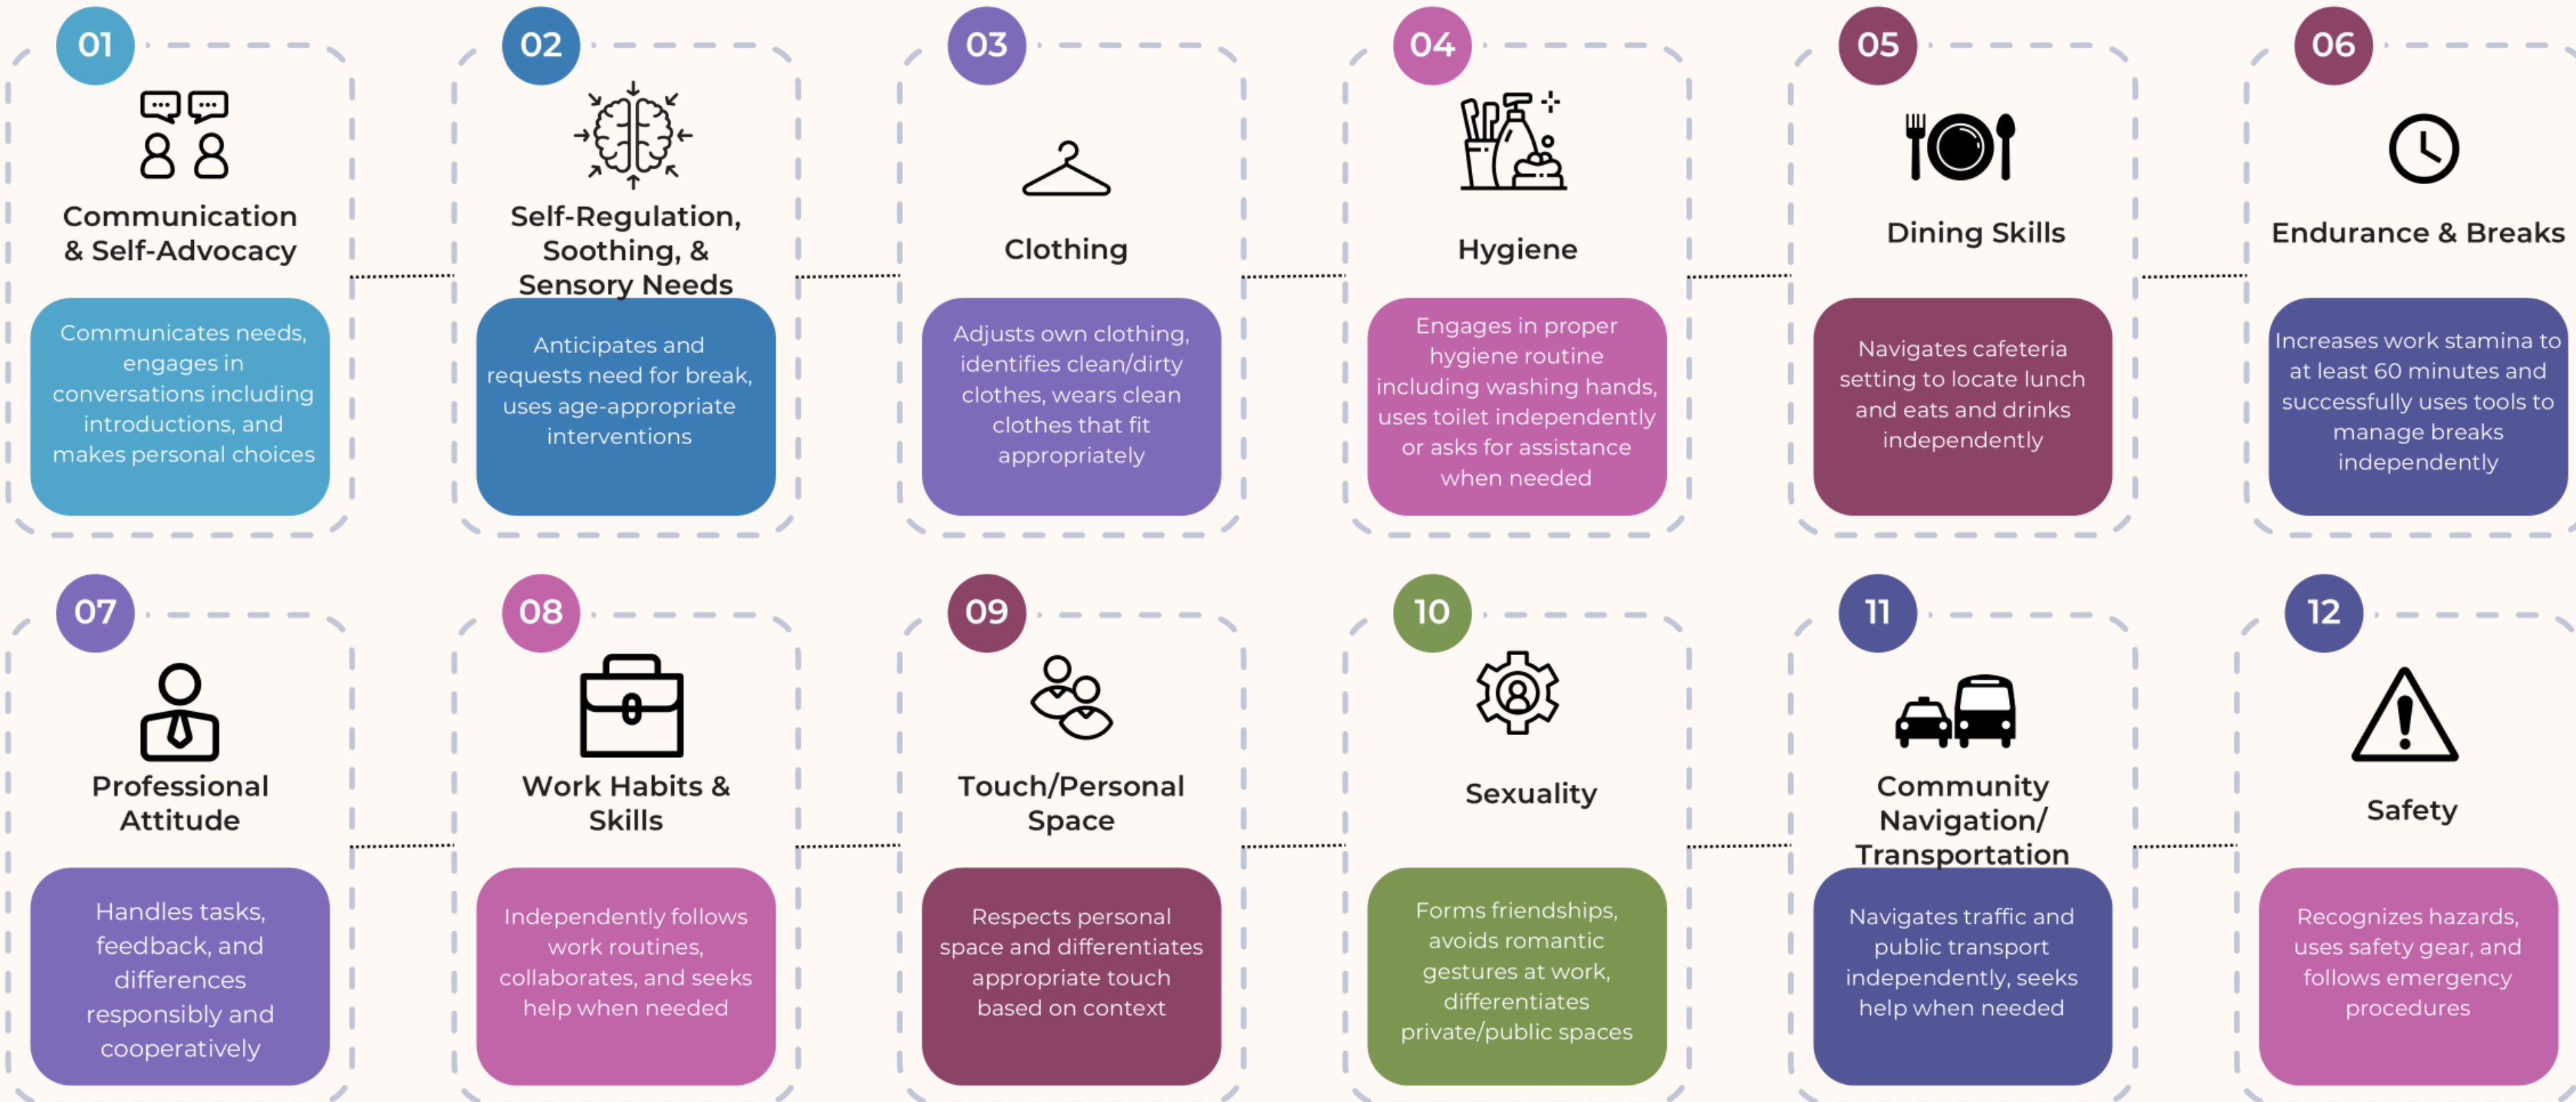 01
Communication
& Self-Advocacy
Communicates needs,
engages in
conversations including
introductions, and
makes personal choices
02
Self-Regulation,
Soothing, &
Sensory Needs
Anticipates and
requests need for break,
uses age-appropriate
interventions
03
Clothing
Adjusts own clothing,
identifies clean/dirty
clothes, wears clean
clothes that fit
appropriately
04
Hygiene
Engages in proper
hygiene routine
including washing hands,
uses toilet independently
or asks for assistance
when needed
05
Dining Skills
Navigates cafeteria
setting to locate lunch
and eats and drinks
independently
06
Endurance & Breaks
Increases work stamina to
at least 60 minutes and
successfully uses tools to
manage breaks
independently
07
Professional
Attitude
Handles tasks,
feedback, and
differences
responsibly and
cooperatively
08
Work Habits &
Skills
Independently follows
work routines,
collaborates, and seeks
help when needed
09
Touch/Personal
Space
Respects personal
space and differentiates
appropriate touch
based on context
10
Sexuality
Forms friendships,
avoids romantic
gestures at work,
differentiates
private/public spaces
11
Community
Navigation/
Transportation
Navigates traffic and
public transport
independently, seeks
help when needed
12
Safety
Recognizes hazards,
uses safety gear, and
follows emergency
procedures